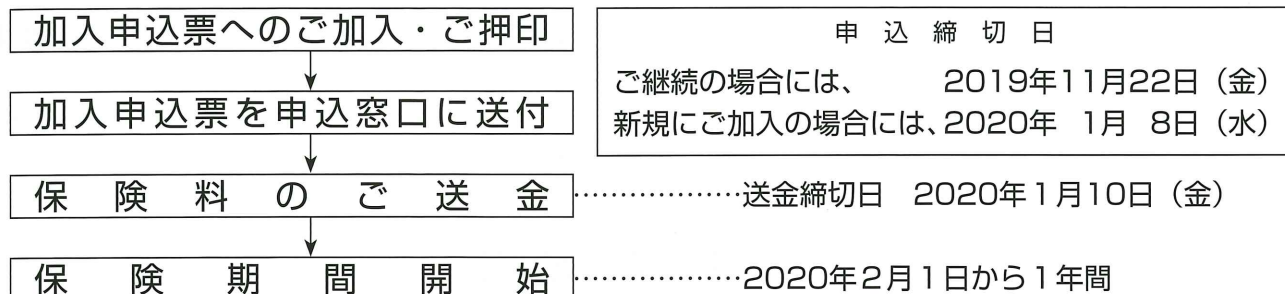 加入申込票へのご加入・ご押印
加入申込票を申込窓口に送付
保険料のご送金………………送金締切日　2020年1月10日（金）
保険期間開始………………2020年2月1日から1年間
申込締切日
ご継続の場合には、　2019年11月22日（金）
新規にご加入の場合には、2020年　1月　8日（水）